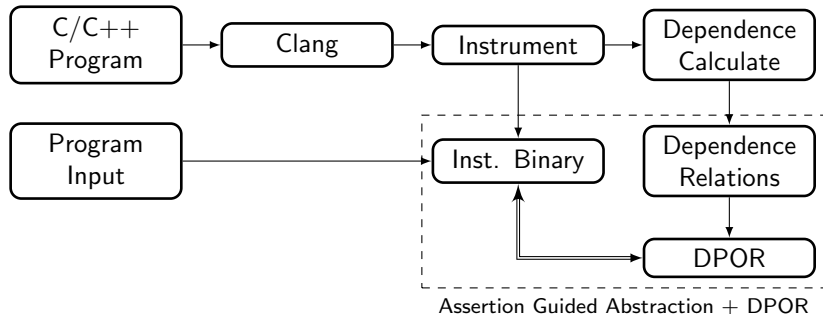 C/C++
Program
Clang
Instrument
Dependence
Calculate
Program
Input
Inst. Binary
Dependence
Relations
DPOR
Assertion Guided Abstraction + DPOR